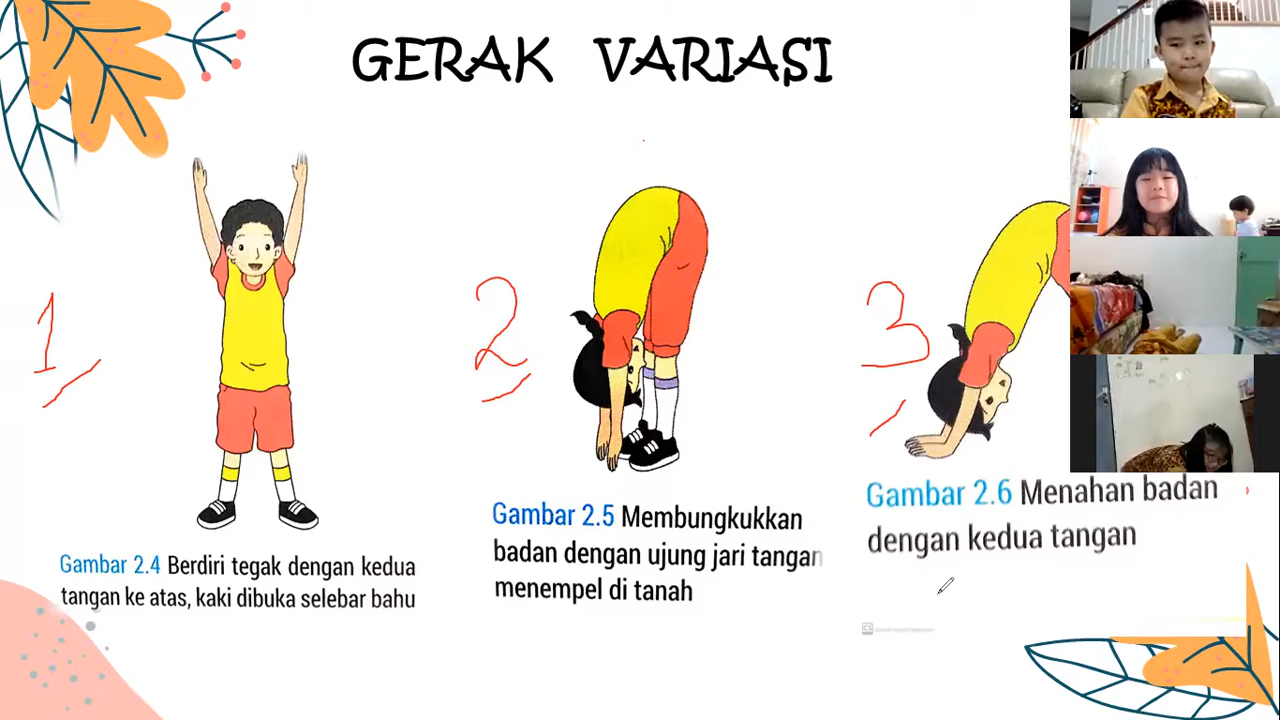 GERAK VARIASI
1
2
3
Gambar 2.4 Berdiri tegak dengan kedua
tangan ke atas, kaki dibuka selebar bahu
Gambar 2.5 Membungkukkan
badan dengan ujung jari tangan
menempel di tanah
Gambar 2.6 Menahan badan
dengan kedua tangan
CS